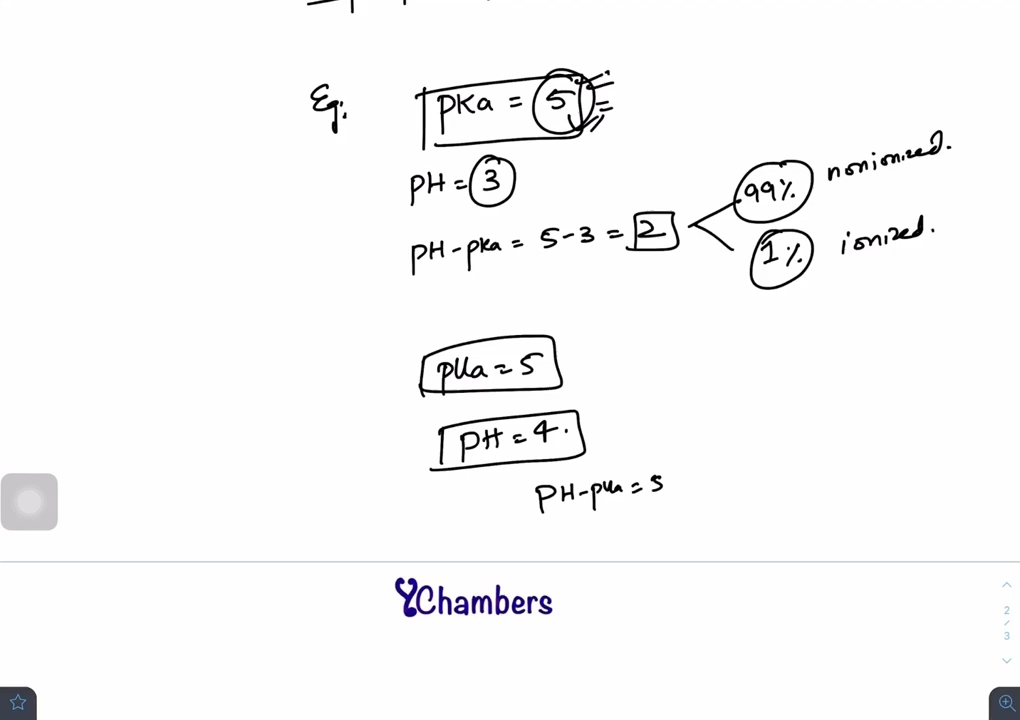 Eg:
pKa = 5
pH = 3
pH-pKa = 5-3 = 2
99% nonionized.
1% ionized.
pKa = 5
pH = 4.
pH-pKa = 5
Chambers
2
/
3